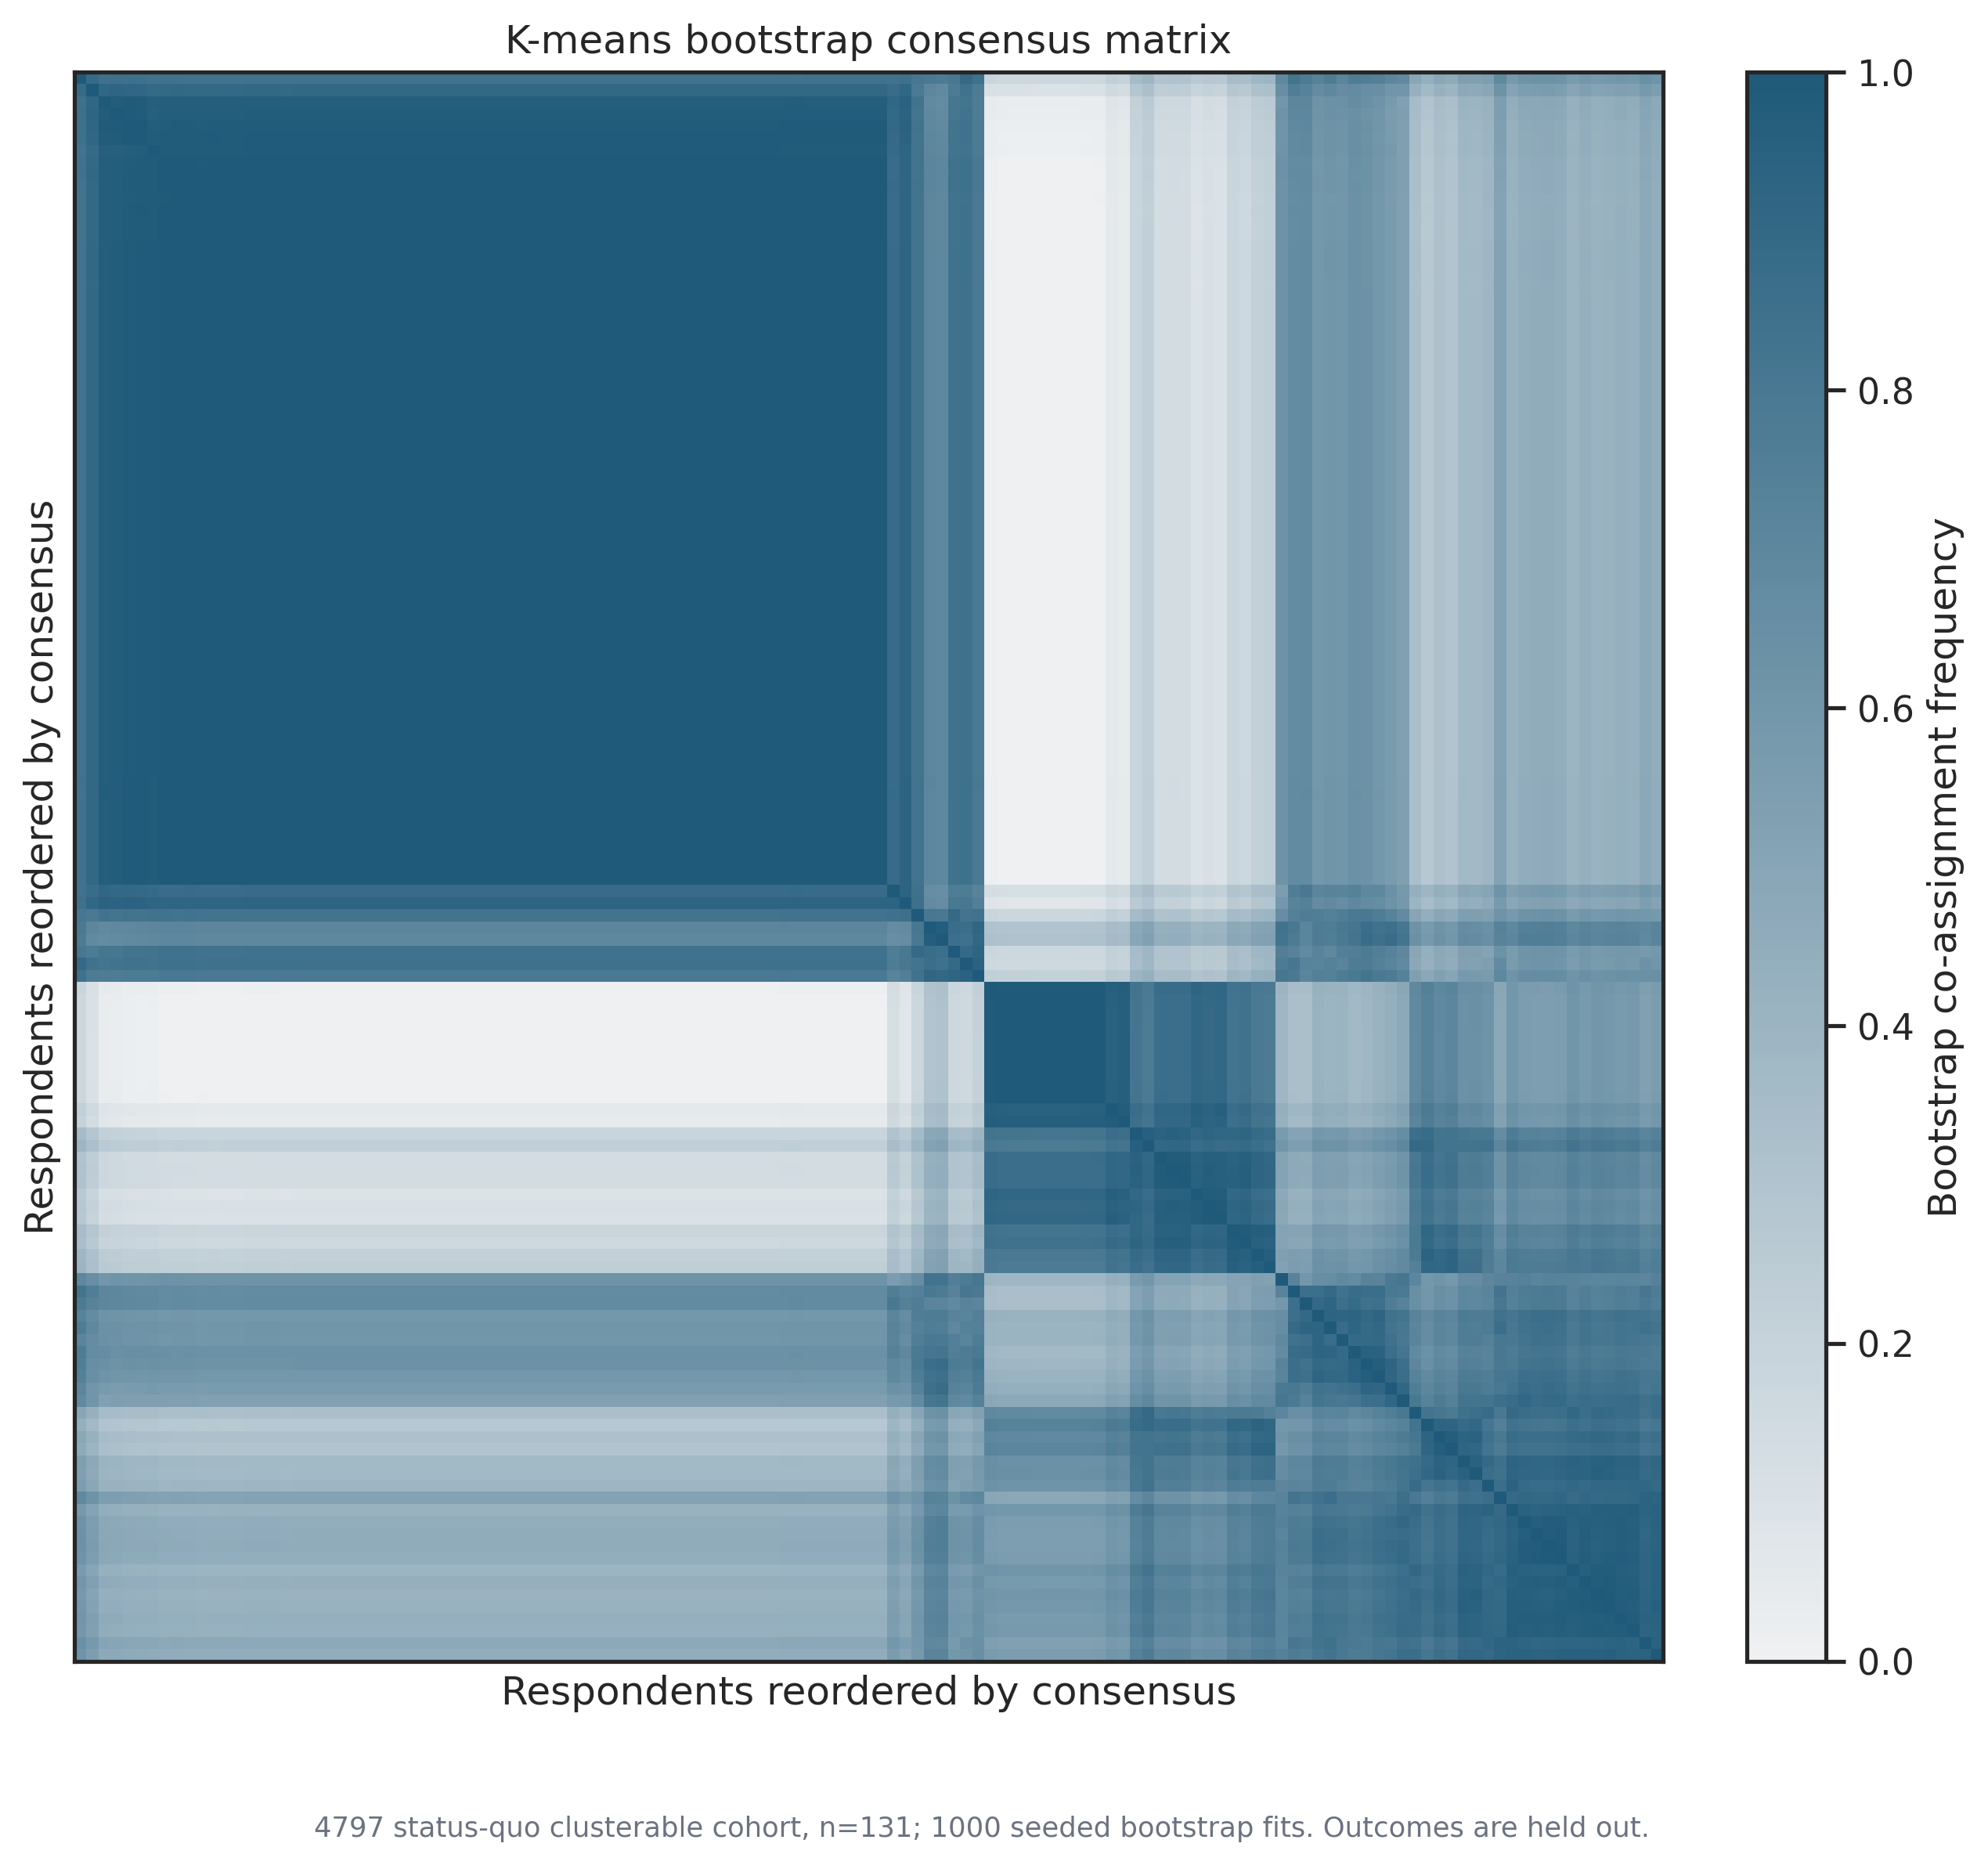 K-means bootstrap consensus matrix
Respondents reordered by consensus
1.0
0.8
0.6
0.4
0.2
0.0
Bootstrap co-assignment frequency
Respondents reordered by consensus
4797 status-quo clusterable cohort, n=131; 1000 seeded bootstrap fits. Outcomes are held out.